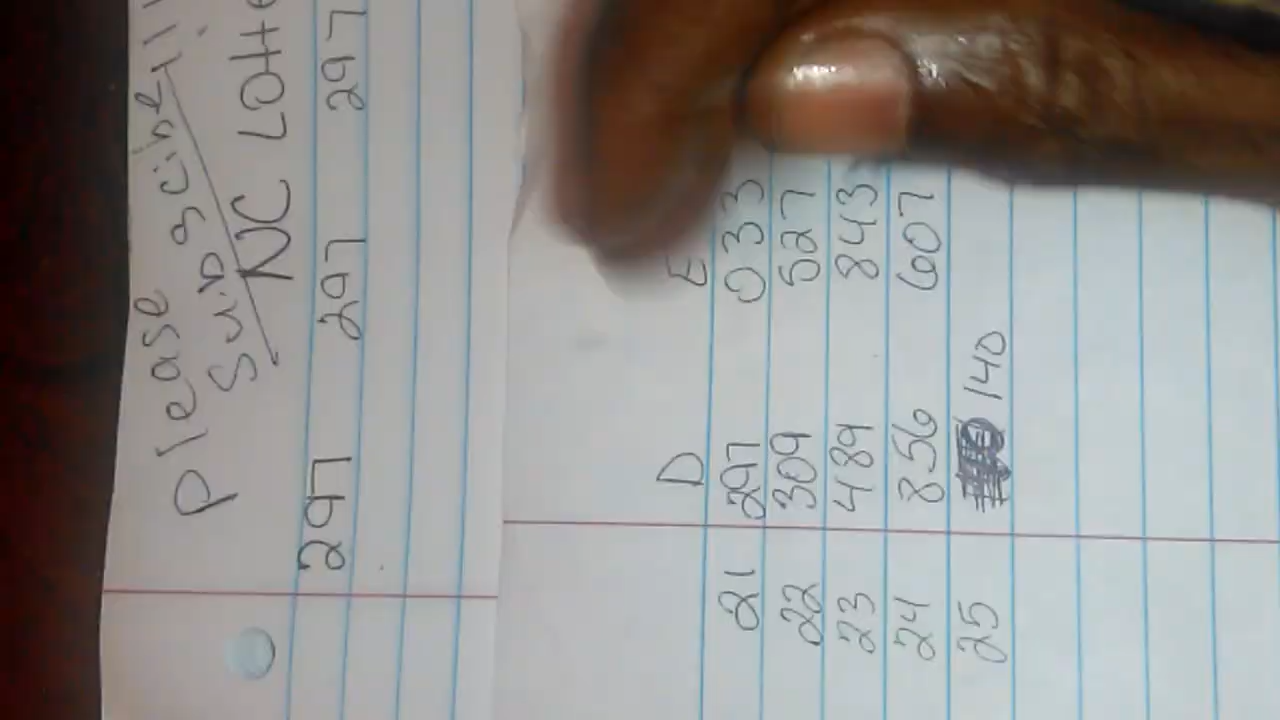 Please
Subscibe!!!
NC Lotte
297 297 297
D E
21 297 033
22 309 527
23 489 843
24 856 607
25 140